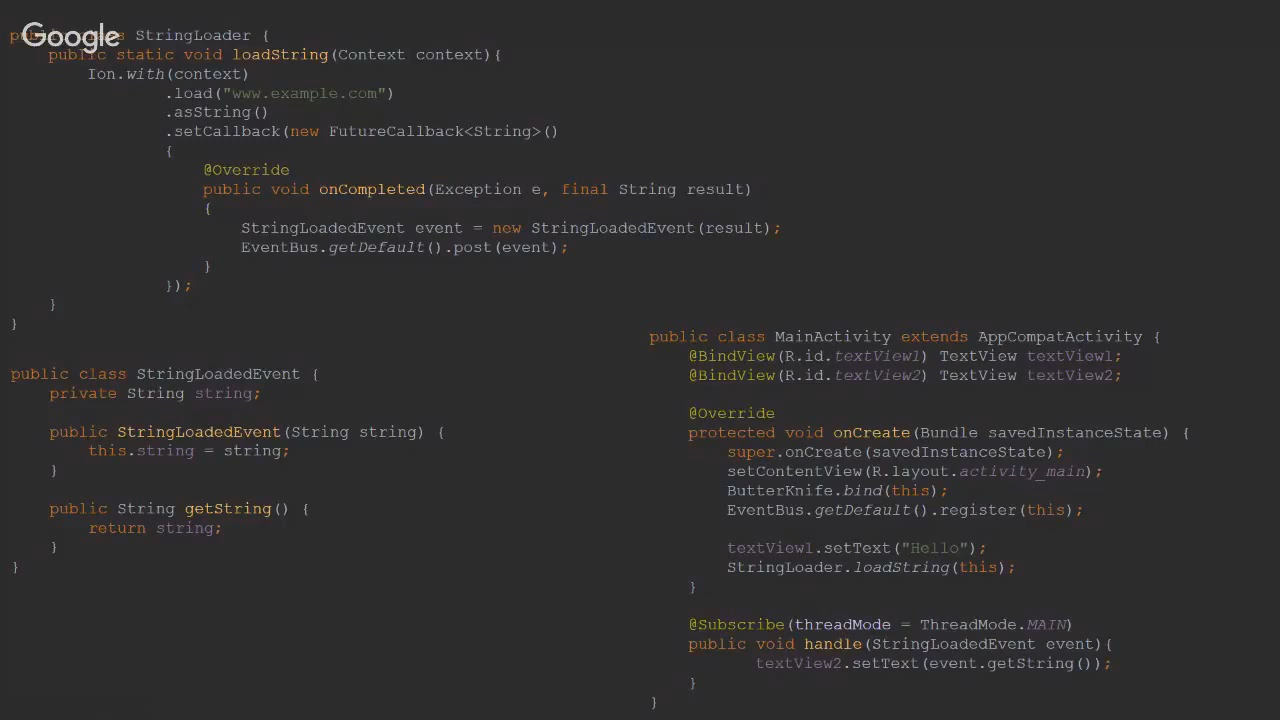 Google
public class StringLoader {
public static void loadString(Context context){
Ion.with(context)
.load("www.example.com")
.asString()
.setCallback(new FutureCallback<String>()
{
@Override
public void onCompleted(Exception e, final String result)
{
StringLoadedEvent event = new StringLoadedEvent(result);
EventBus.getDefault().post(event);
}
});
}
}
public class StringLoadedEvent {
private String string;
public StringLoadedEvent(String string) {
this.string = string;
}
public String getString() {
return string;
}
}
public class MainActivity extends AppCompatActivity {
@BindView(R.id.textView1) TextView textView1;
@BindView(R.id.textView2) TextView textView2;
@Override
protected void onCreate(Bundle savedInstanceState) {
super.onCreate(savedInstanceState);
setContentView(R.layout.activity_main);
ButterKnife.bind(this);
EventBus.getDefault().register(this);
textView1.setText("Hello");
StringLoader.loadString(this);
}
@Subscribe(threadMode = ThreadMode.MAIN)
public void handle(StringLoadedEvent event){
textView2.setText(event.getString());
}
}